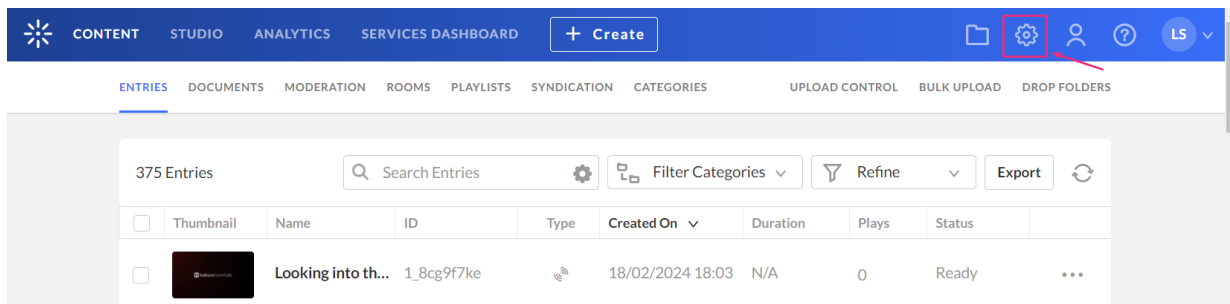 CONTENT STUDIO ANALYTICS SERVICES DASHBOARD + Create LS
ENTRIES DOCUMENTS MODERATION ROOMS PLAYLISTS SYNDICATION CATEGORIES UPLOAD CONTROL BULK UPLOAD DROP FOLDERS
375 Entries Search Entries Filter Categories Refine Export
Thumbnail Name ID Type Created On Duration Plays Status
Looking into th... 1_8cg9f7ke 18/02/2024 18:03 N/A 0 Ready